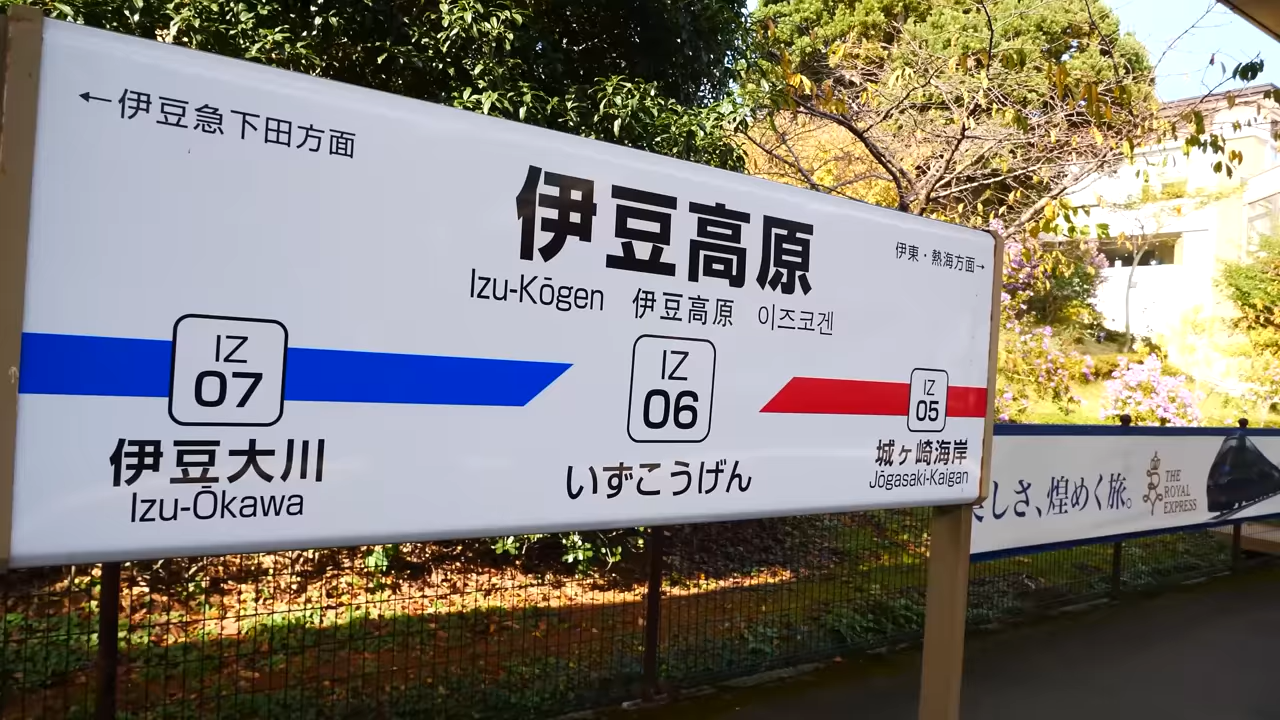 ←伊豆急下田方面
伊豆高原
伊東・熱海方面→
Izu-Kōgen 伊豆高原 이즈코겐
IZ
07
IZ
06
IZ
05
伊豆大川
Izu-Ōkawa
いずこうげん
城ヶ崎海岸
Jōgasaki-Kaigan
しさ、煌めく旅。
THE
ROYAL
EXPRESS